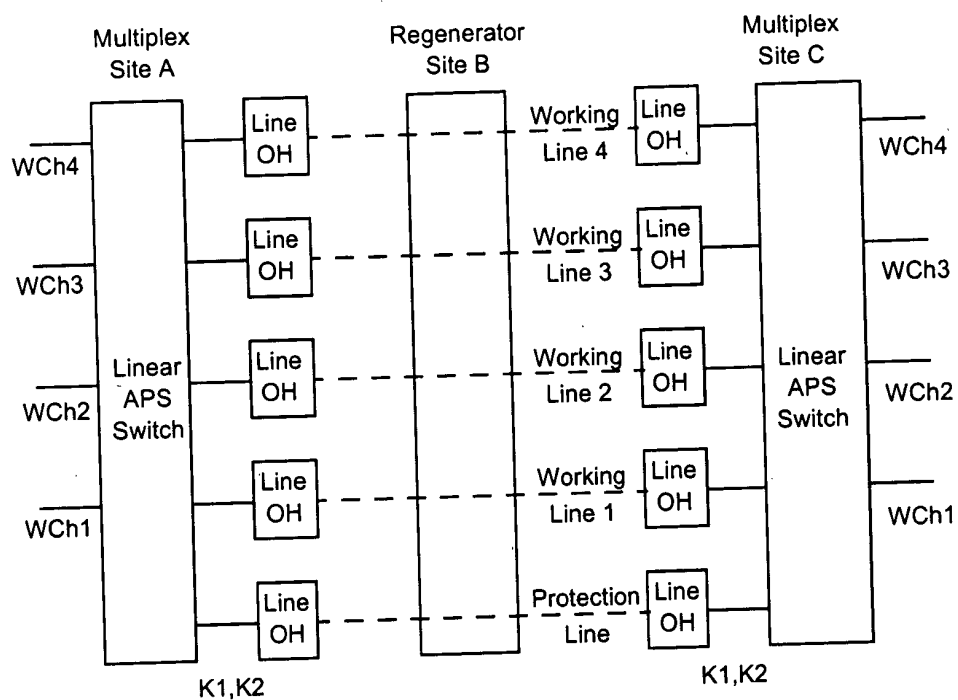 Multiplex
Site A
Regenerator
Site B
Multiplex
Site C
WCh4
Line
OH
Working
Line 4
Line
OH
WCh4
WCh3
Line
OH
Working
Line 3
Line
OH
WCh3
Linear
APS
Switch
WCh2
Line
OH
Working
Line 2
Line
OH
Linear
APS
Switch
WCh2
WCh1
Line
OH
Working
Line 1
Line
OH
WCh1
Line
OH
Protection
Line
Line
OH
K1,K2
K1,K2